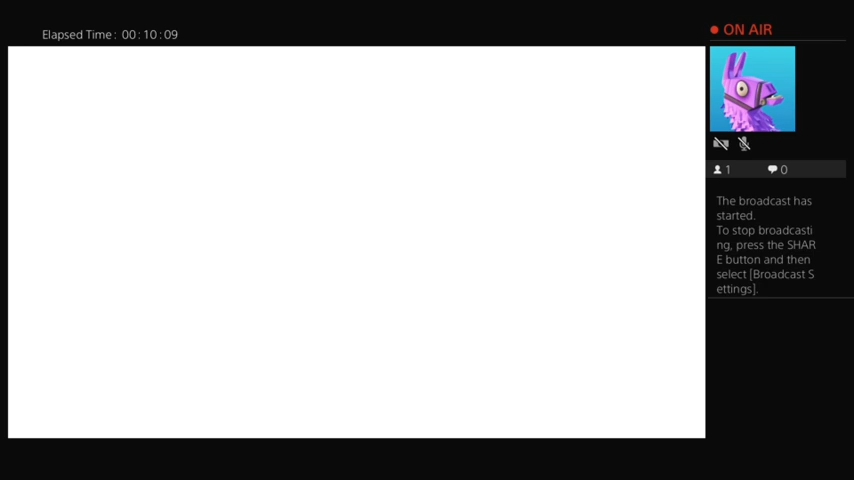 Elapsed Time: 00:10:09
ON AIR
1 0
The broadcast has
started.
To stop broadcasti
ng, press the SHAR
E button and then
select [Broadcast S
ettings].